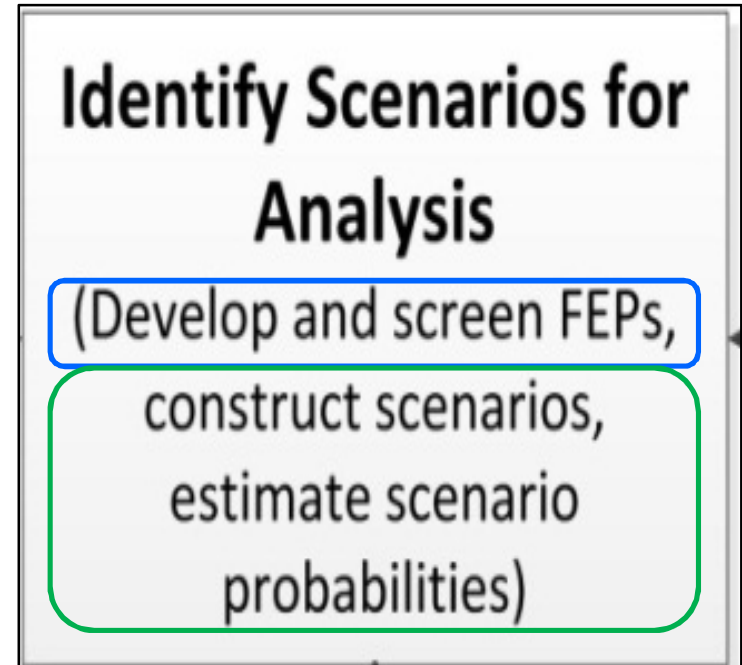 Identify Scenarios for
Analysis
(Develop and screen FEPs,
construct scenarios,
estimate scenario
probabilities)